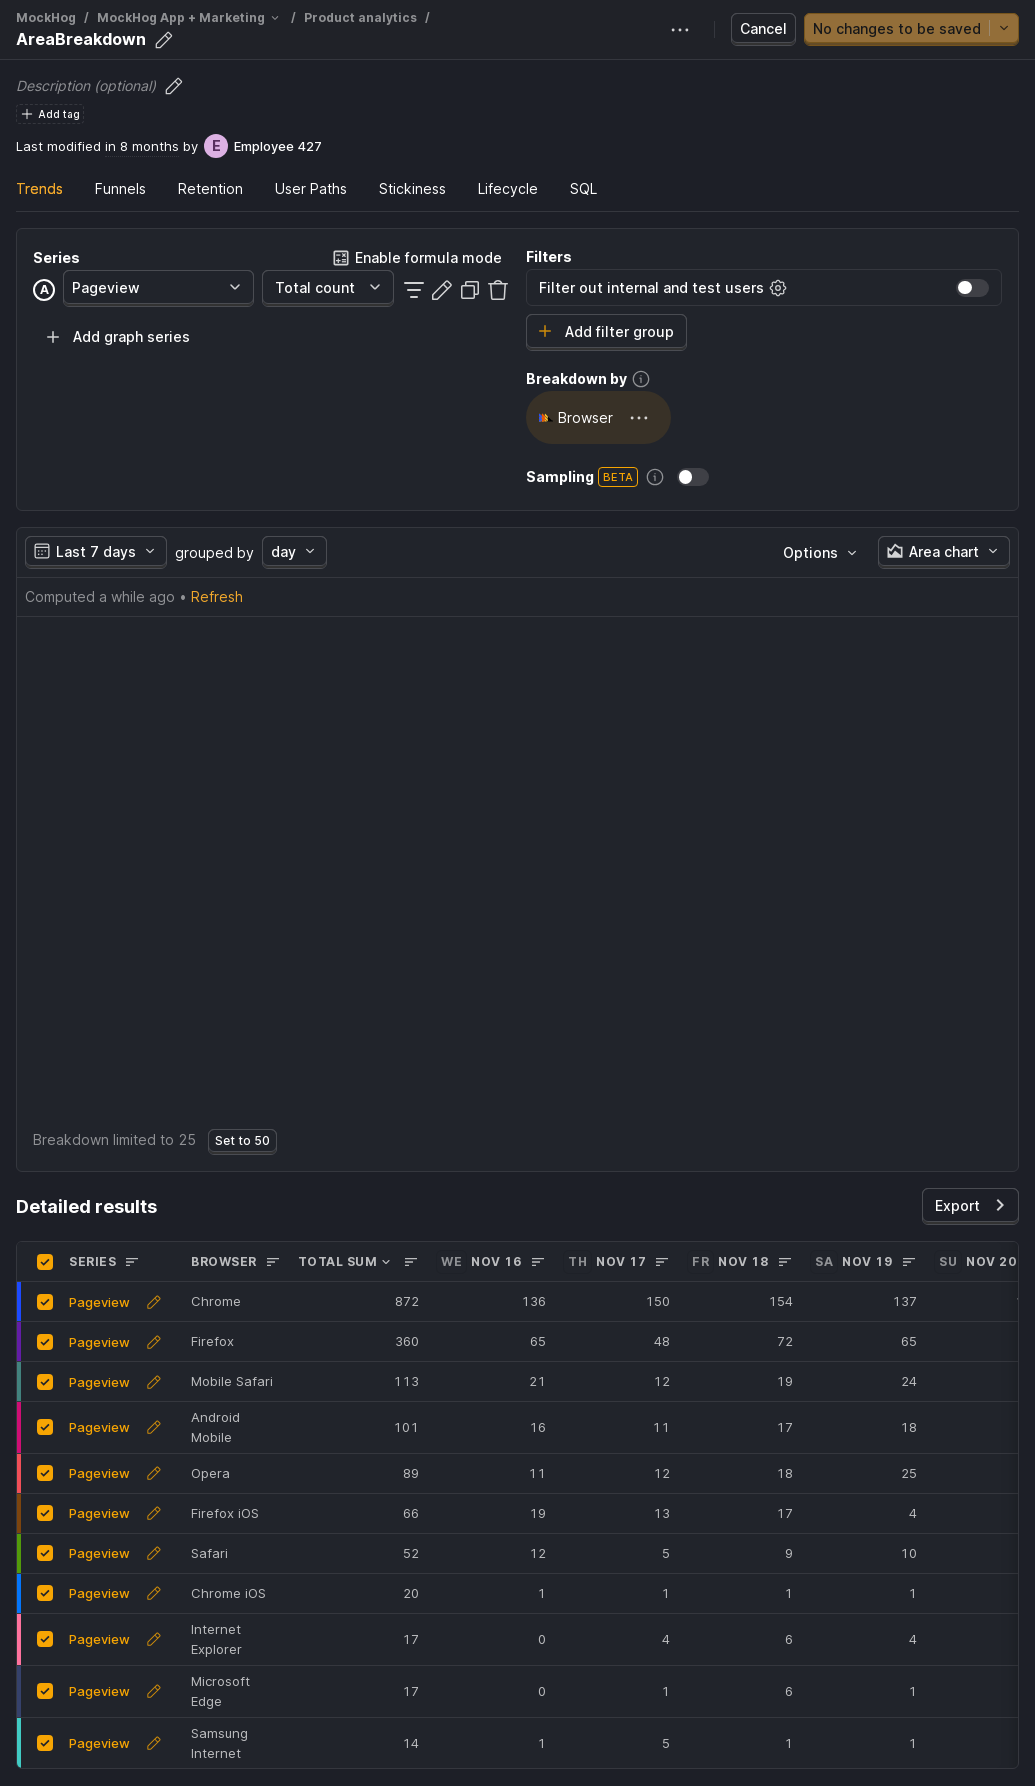 MockHog / MockHog App + Marketing / Product analytics /
AreaBreakdown
Cancel
No changes to be saved
Description (optional)
Add tag
Last modified in 8 months by E Employee 427
Trends Funnels Retention User Paths Stickiness Lifecycle SQL
Series
Enable formula mode
A Pageview Total count
Add graph series
Filters
Filter out internal and test users
Add filter group
Breakdown by
Browser
Sampling BETA
Last 7 days grouped by day Options Area chart
Computed a while ago • Refresh
Breakdown limited to 25 Set to 50
Detailed results
Export
SERIES BROWSER TOTAL SUM WE NOV 16 TH NOV 17 FR NOV 18 SA NOV 19 SU NOV 20
Pageview Chrome 872 136 150 154 137
Pageview Firefox 360 65 48 72 65
Pageview Mobile Safari 113 21 12 19 24
Pageview Android Mobile 101 16 11 17 18
Pageview Opera 89 11 12 18 25
Pageview Firefox iOS 66 19 13 17 4
Pageview Safari 52 12 5 9 10
Pageview Chrome iOS 20 1 1 1 1
Pageview Internet Explorer 17 0 4 6 4
Pageview Microsoft Edge 17 0 1 6 1
Pageview Samsung Internet 14 1 5 1 1